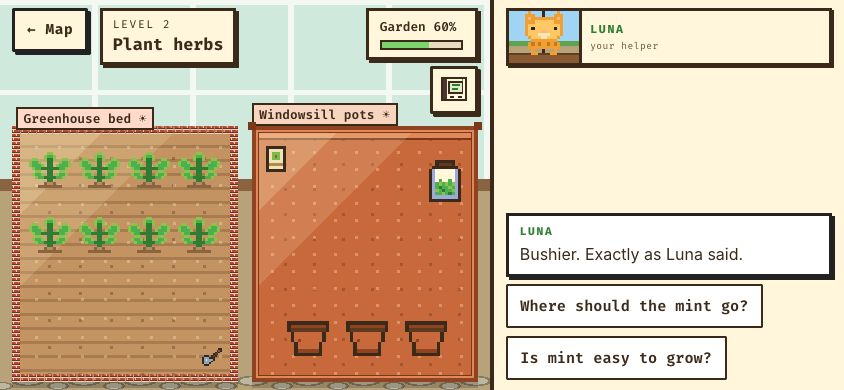 ← Map
LEVEL 2
Plant herbs
Garden 60%
Greenhouse bed ☀
Windowsill pots ☀
LUNA
your helper
LUNA
Bushier. Exactly as Luna said.
Where should the mint go?
Is mint easy to grow?